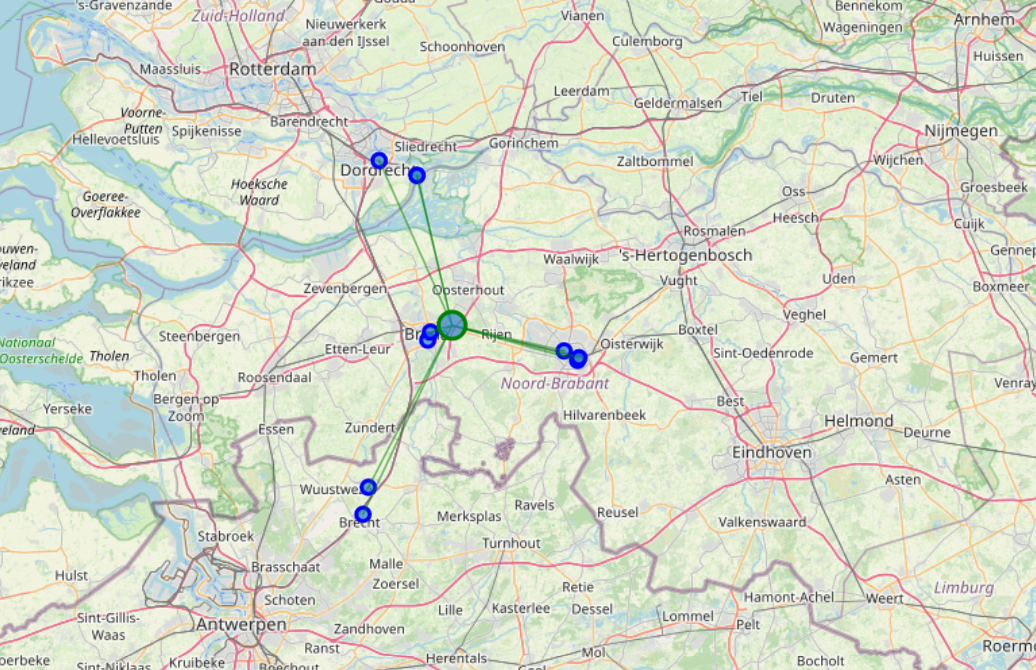 's-Gravenzande
Zuid-Holland
Nieuwerkerk
aan den IJssel
Vianen
Bennekom
Arnhem
Wageningen
Culemborg
Schoonhoven
Huissen
Maassluis
Rotterdam
Leerdam
Tiel
Druten
Geldermalsen
Voorne-
Putten
Hellevoetsluis
Spijkenisse
Barendrecht
Sliedrecht
Gorinchem
Nijmegen
Dordrecht
Zaltbommel
Wijchen
Hoeksche
Waard
Oss
Groesbeek
Goeree-
Overflakkee
Heesch
Cuijk
Rosmalen
Waalwijk
's-Hertogenbosch
Zevenbergen
Oosterhout
Vught
Uden
Boxmeer
Veghel
Steenbergen
Rijen
Boxtel
Nationaal
Oosterschelde
Tholen
Etten-Leur
Oisterwijk
Sint-Oedenrode
Gemert
Tholen
Roosendaal
Noord-Brabant
Venray
Yerseke
Bergen op
Zoom
Best
Hilvarenbeek
Helmond
Essen
Zundert
Deurne
Eindhoven
Asten
Merksplas
Ravels
Reusel
Brecht
Valkenswaard
Stabroek
Turnhout
Brasschaat
Malle
Hulst
Zoersel
Retie
Limburg
Schoten
Lille
Kasterlee
Dessel
Hamont-Achel
Weert
Sint-Gillis-
Waas
Antwerpen
Zandhoven
Lommel
Pelt
Ranst
Herentals
Mol
Bocholt
Sint-Niklaas
Kruibeke